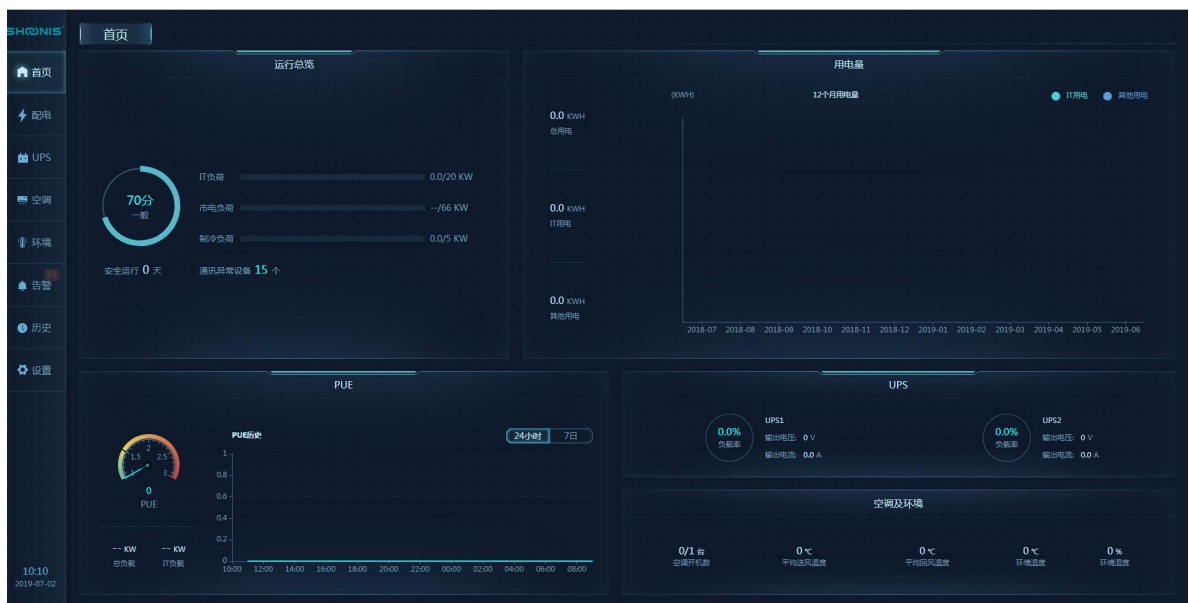 SHOONIS
首页
首页
配电
UPS
空调
环境
23
告警
历史
设置
10:10
2019-07-02
运行总览
70分
一般
IT负荷 0.0/20 KW
市电负荷 --/66 KW
制冷负荷 0.0/5 KW
安全运行 0 天 通讯异常设备 15 个
用电量
0.0 KWH
总用电
0.0 KWH
IT用电
0.0 KWH
其他用电
(KWH) 12个月用电量 IT用电 其他用电
2018-07 2018-08 2018-09 2018-10 2018-11 2018-12 2019-01 2019-02 2019-03 2019-04 2019-05 2019-06
PUE
1 1.5 2 2.5 3
0
PUE
-- KW -- KW
总负载 IT负载
PUE历史 24小时 7日
1
0.8
0.6
0.4
0.2
0
10:00 12:00 14:00 16:00 18:00 20:00 22:00 00:00 02:00 04:00 06:00 08:00
UPS
0.0%
负载率
UPS1
输出电压: 0 V
输出电流: 0.0 A
0.0%
负载率
UPS2
输出电压: 0 V
输出电流: 0.0 A
空调及环境
0/1 台 0 ℃ 0 ℃ 0 ℃ 0 %
空调开机数 平均送风温度 平均回风温度 环境温度 环境湿度